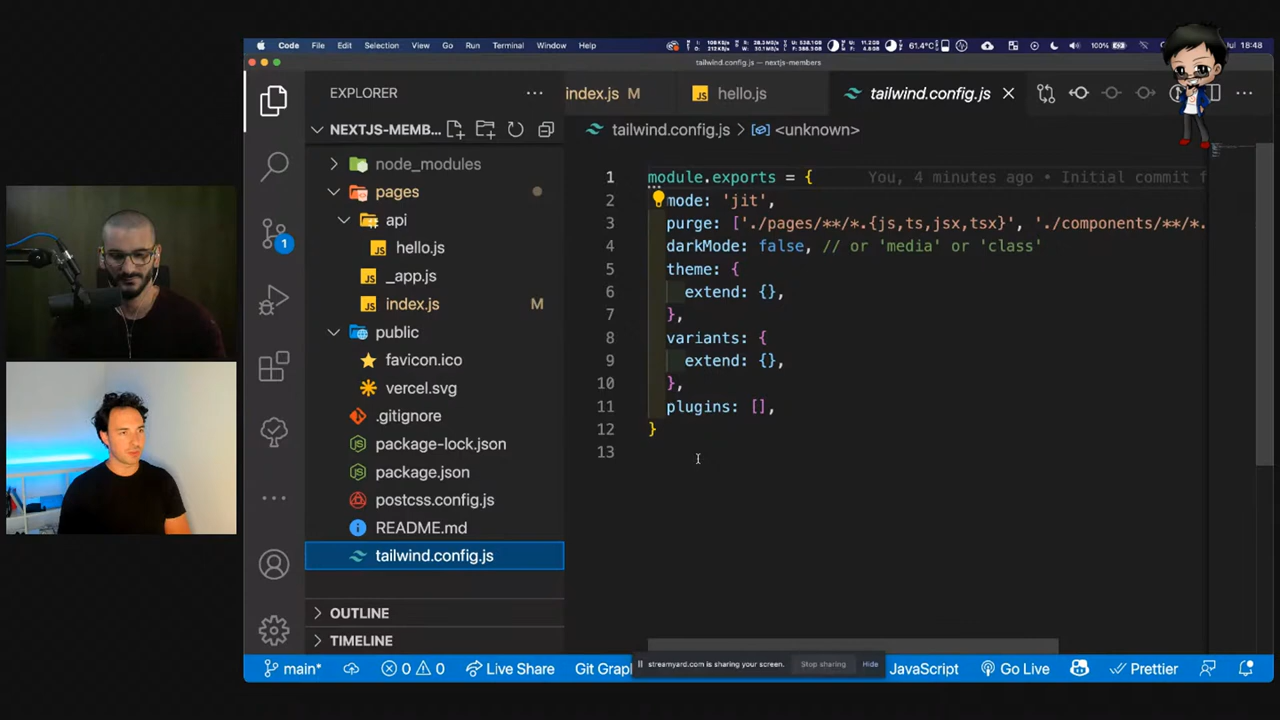 Code File Edit Selection View Go Run Terminal Window Help 100% 18:48
tailwind.config.js — nextjs-members
EXPLORER
index.js M hello.js tailwind.config.js
NEXTJS-MEMB...
tailwind.config.js > <unknown>
node_modules
pages
api
hello.js
_app.js
index.js M
public
favicon.ico
vercel.svg
.gitignore
package-lock.json
package.json
postcss.config.js
README.md
tailwind.config.js
OUTLINE
TIMELINE
1
1 module.exports = { You, 4 minutes ago • Initial commit f
2 mode: 'jit',
3 purge: ['./pages/**/*.{js,ts,jsx,tsx}', './components/**/*.
4 darkMode: false, // or 'media' or 'class'
5 theme: {
6 extend: {},
7 },
8 variants: {
9 extend: {},
10 },
11 plugins: [],
12 }
13
main* 0 0 Live Share Git Grap JavaScript Go Live Prettier
streamyard.com is sharing your screen. Stop sharing Hide